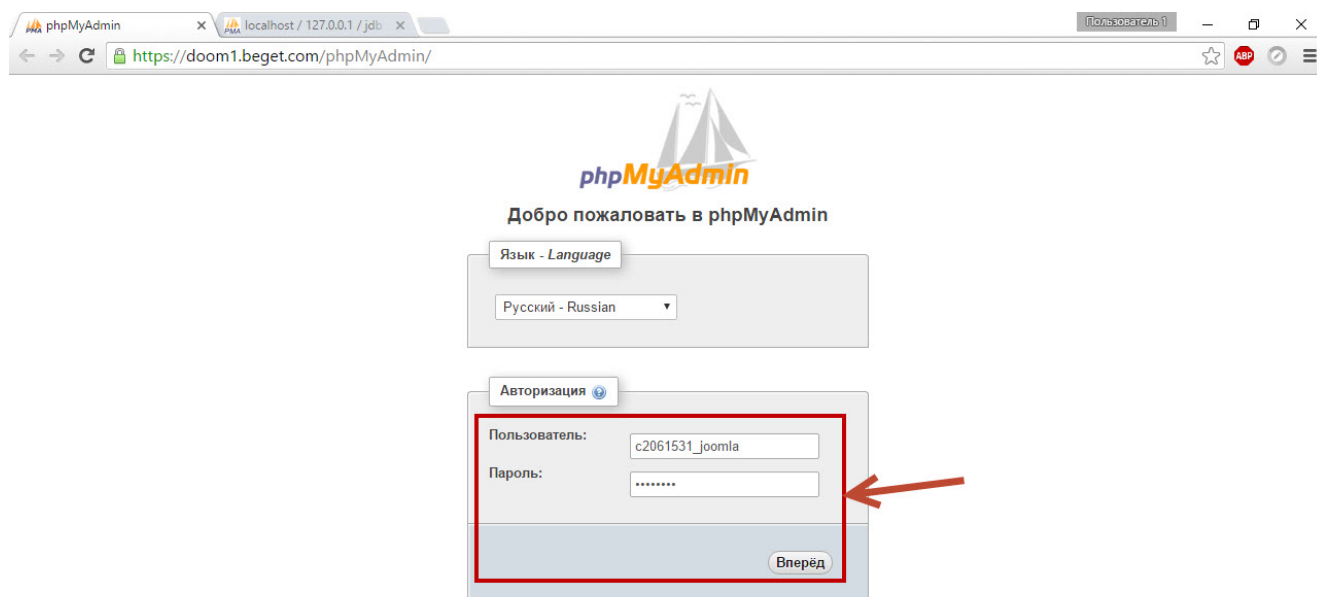 phpMyAdmin
localhost / 127.0.0.1 / jdb
Пользователь 1
https://doom1.beget.com/phpMyAdmin/
ABP
phpMyAdmin
Добро пожаловать в phpMyAdmin
Язык - Language
Русский - Russian
Авторизация
Пользователь:
c2061531_joomla
Пароль:
••••••••
Вперёд